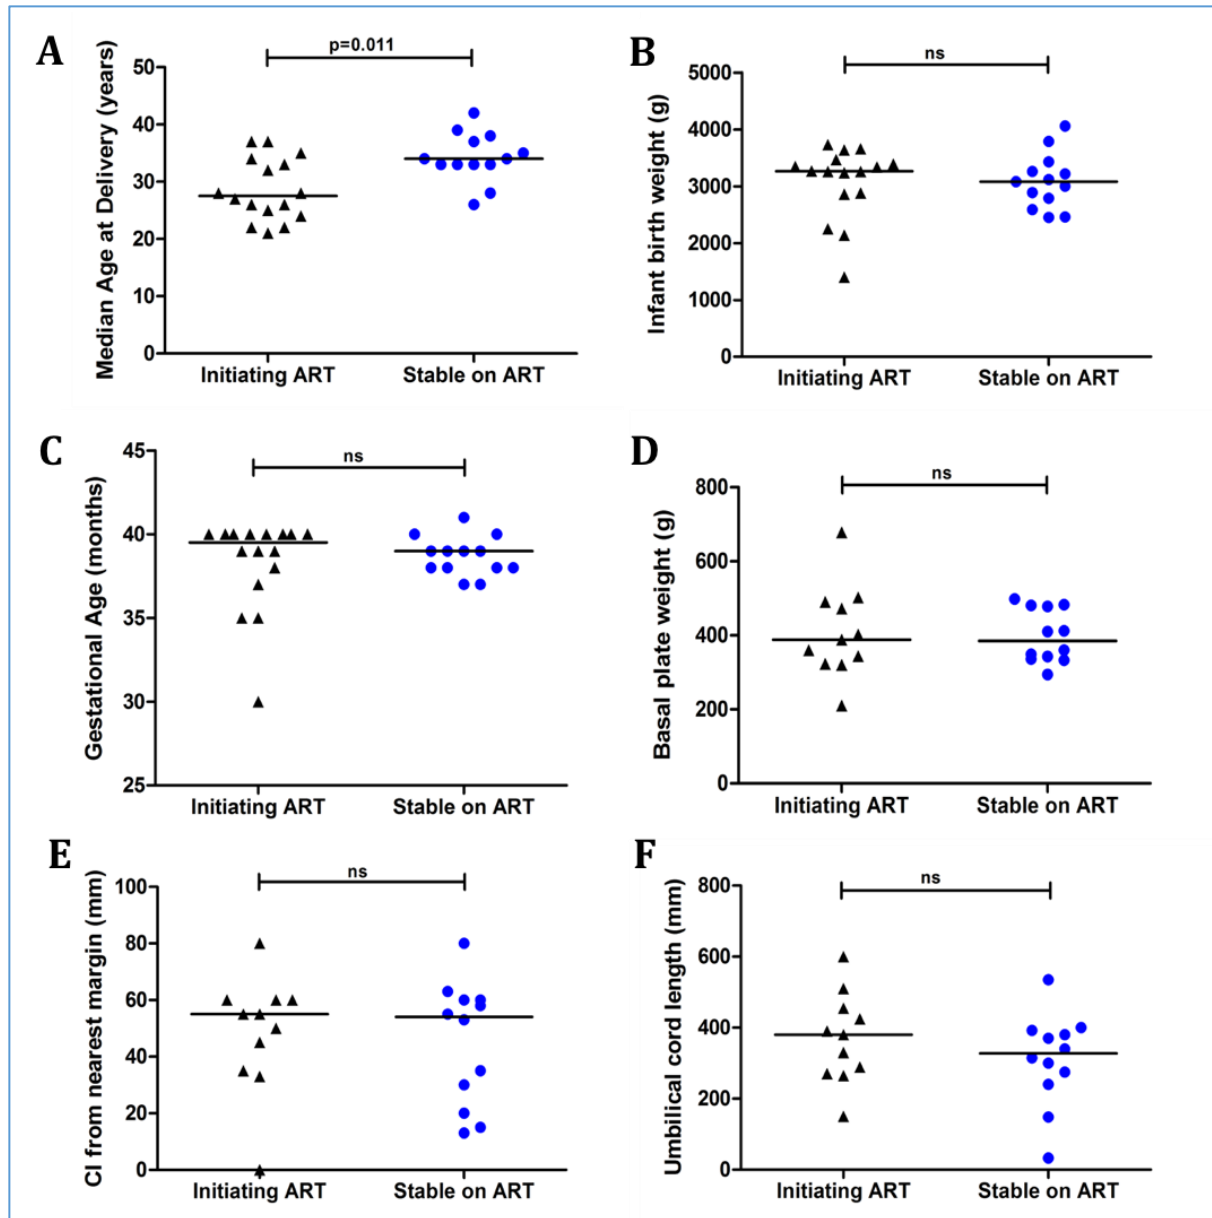 A
p=0.011
Median Age at Delivery (years)
50
40
30
20
10
0
Initiating ART
Stable on ART
B
ns
Infant birth weight (g)
5000
4000
3000
2000
1000
0
Initiating ART
Stable on ART
C
ns
Gestational Age (months)
45
40
35
30
25
Initiating ART
Stable on ART
D
ns
Basal plate weight (g)
800
600
400
200
0
Initiating ART
Stable on ART
E
ns
CI from nearest margin (mm)
100
80
60
40
20
0
Initiating ART
Stable on ART
F
ns
Umbilical cord length (mm)
800
600
400
200
0
Initiating ART
Stable on ART